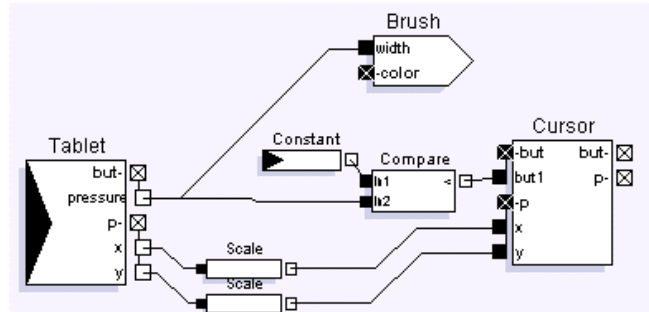 Brush
width
-color
Constant
Compare
In1
<
In2
Tablet
but-
pressure
p-
x
y
Scale
Scale
Cursor
-but
but-
but1
p-
-p
x
y